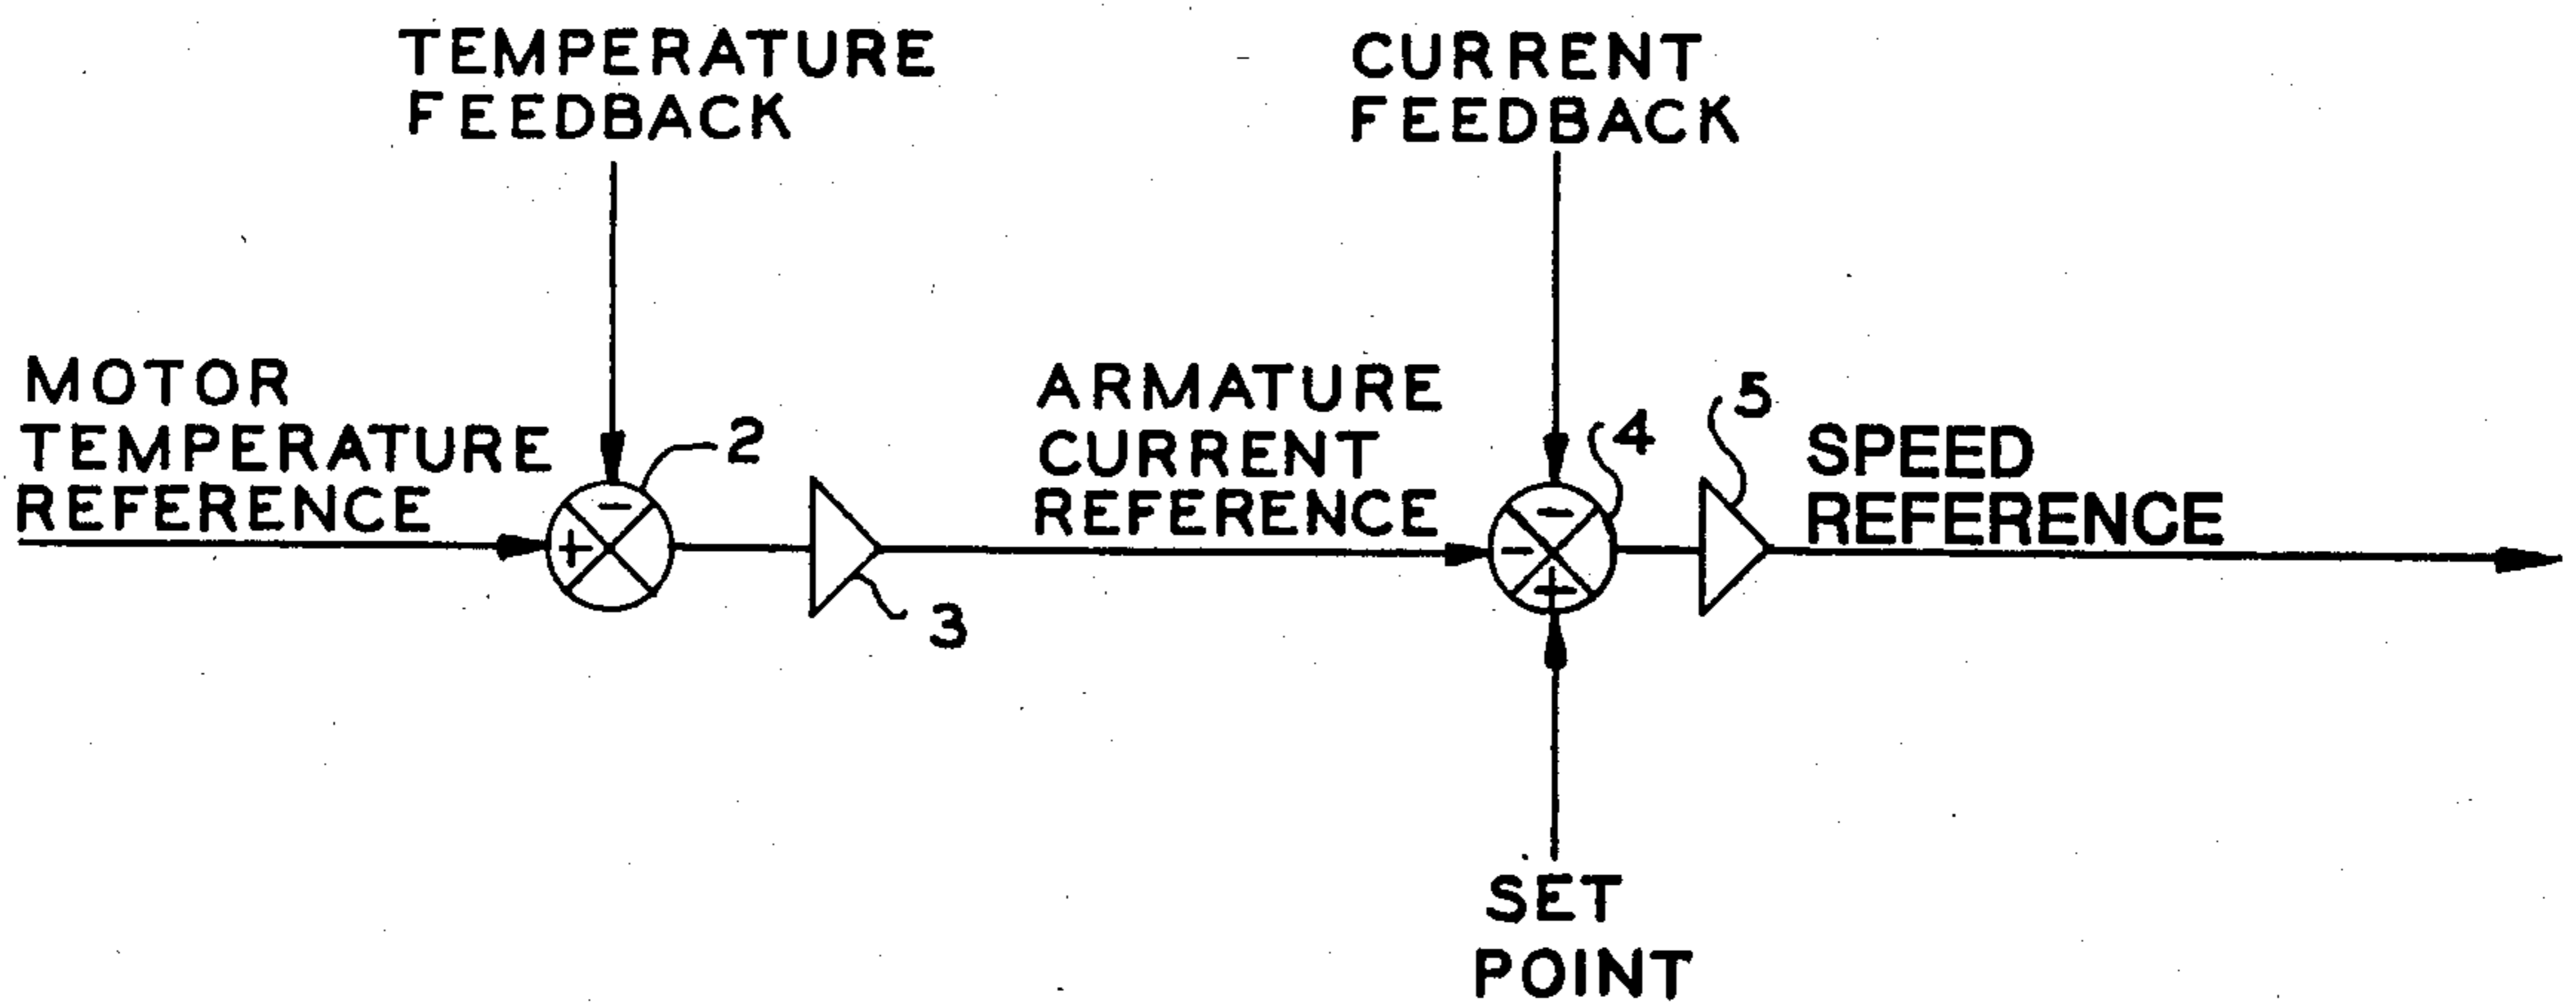 TEMPERATURE
FEEDBACK
CURRENT
FEEDBACK
MOTOR
TEMPERATURE
REFERENCE
+
−
2
3
ARMATURE
CURRENT
REFERENCE
−
−
+
4
5
SPEED
REFERENCE
SET
POINT